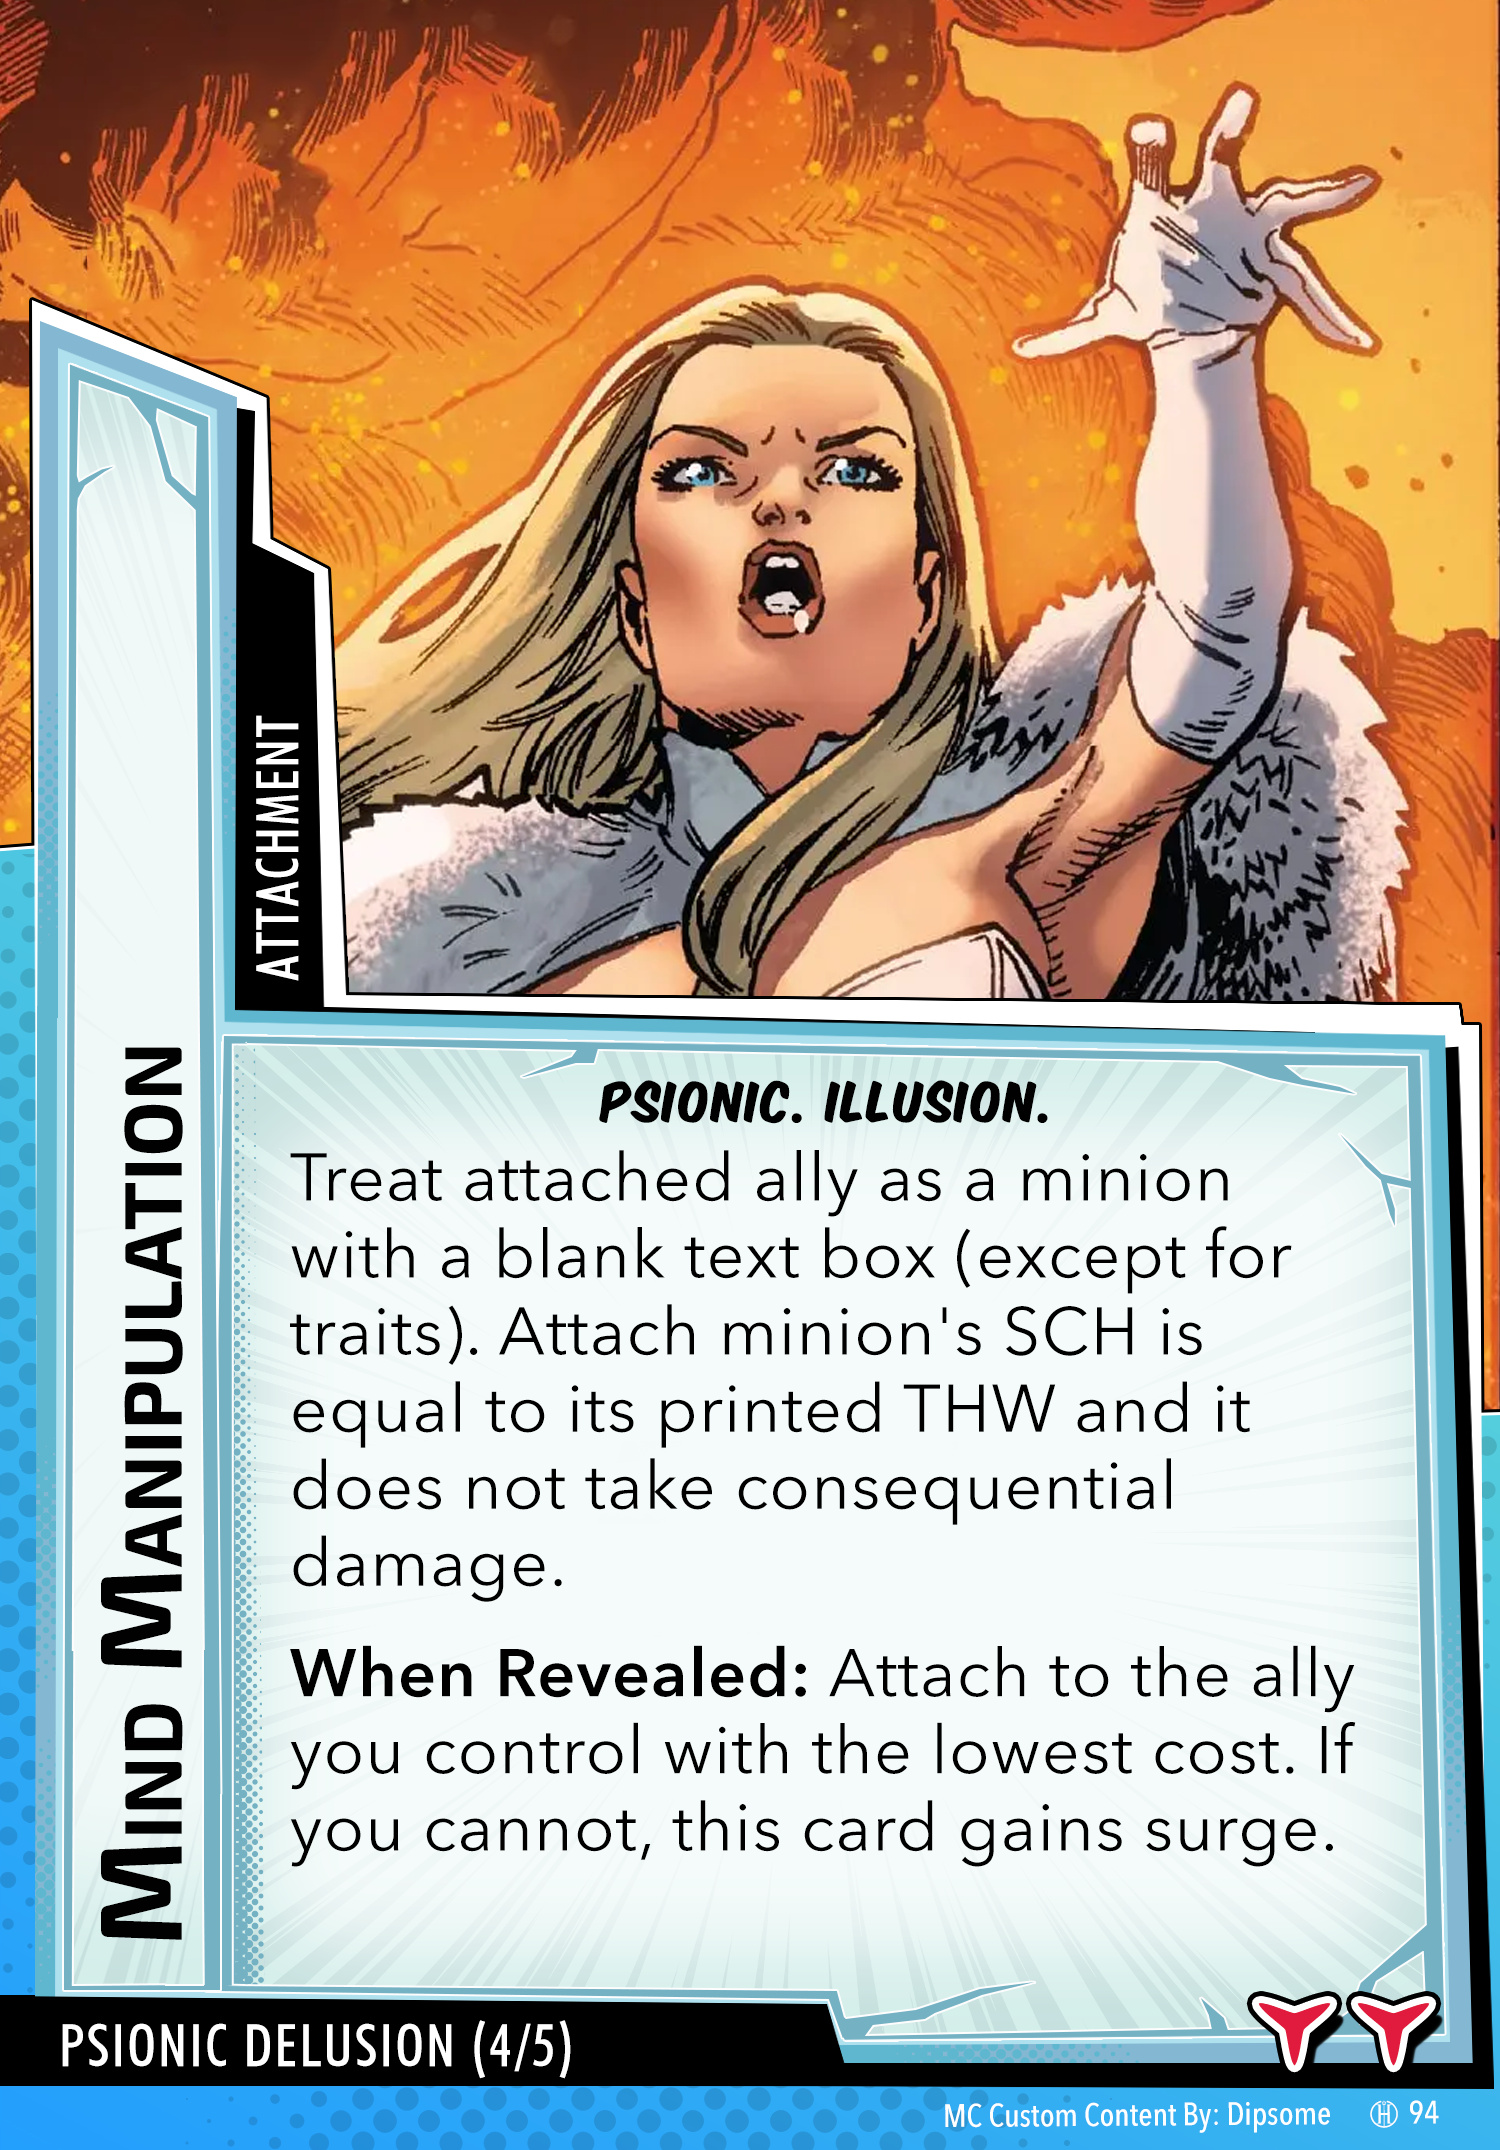 ATTACHMENT
MIND MANIPULATION
PSIONIC. ILLUSION.
Treat attached ally as a minion
with a blank text box (except for
traits). Attach minion's SCH is
equal to its printed THW and it
does not take consequential
damage.
When Revealed: Attach to the ally
you control with the lowest cost. If
you cannot, this card gains surge.
PSIONIC DELUSION (4/5)
MC Custom Content By: Dipsome
94